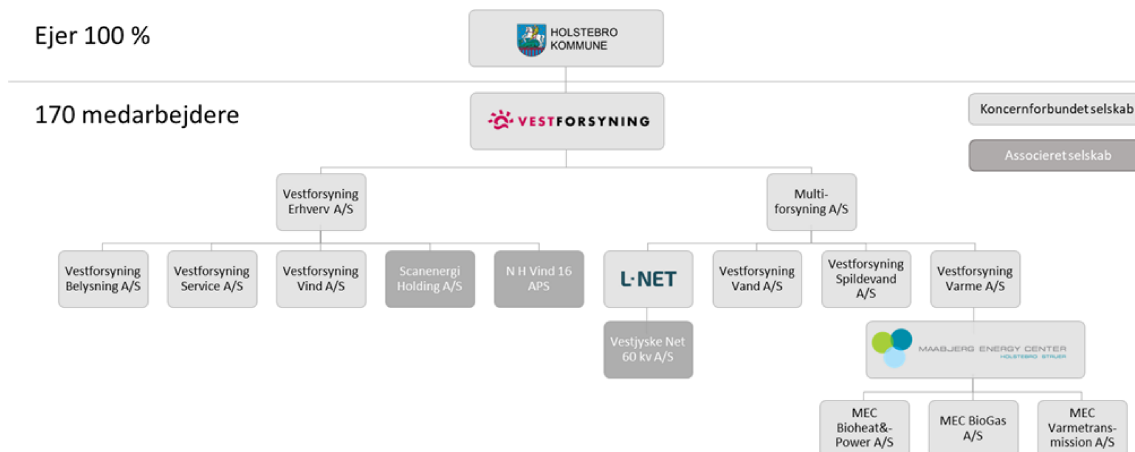 Ejer 100 %
HOLSTEBRO
KOMMUNE
170 medarbejdere
VESTFORSYNING
Koncernforbundet selskab
Associeret selskab
Vestforsyning
Erhverv A/S
Multi-
forsyning A/S
Vestforsyning
Belysning A/S
Vestforsyning
Service A/S
Vestforsyning
Vind A/S
Scanenergi
Holding A/S
N H Vind 16
APS
L·NET
Vestforsyning
Vand A/S
Vestforsyning
Spildevand
A/S
Vestforsyning
Varme A/S
Vestjyske Net
60 kv A/S
MAABJERG ENERGY CENTER
HOLSTEBRO STRUER
MEC
Bioheat&-
Power A/S
MEC BioGas
A/S
MEC
Varmetrans-
mission A/S